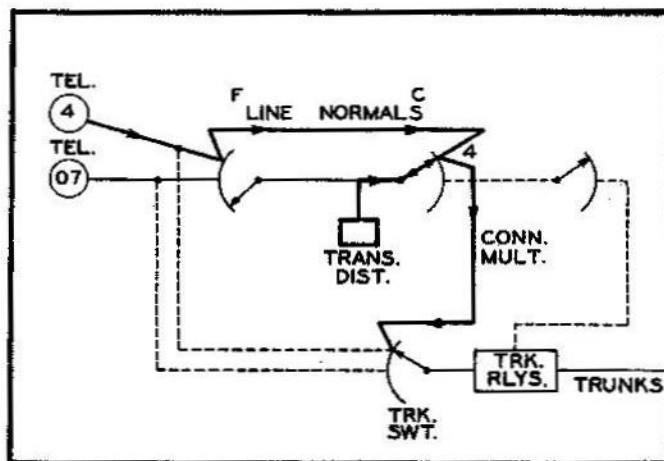 TEL.
4
F
C
LINE NORMALS
TEL.
07
4
TRANS.
DIST.
CONN.
MULT.
TRK.
RLYS.
TRUNKS
TRK.
SWT.